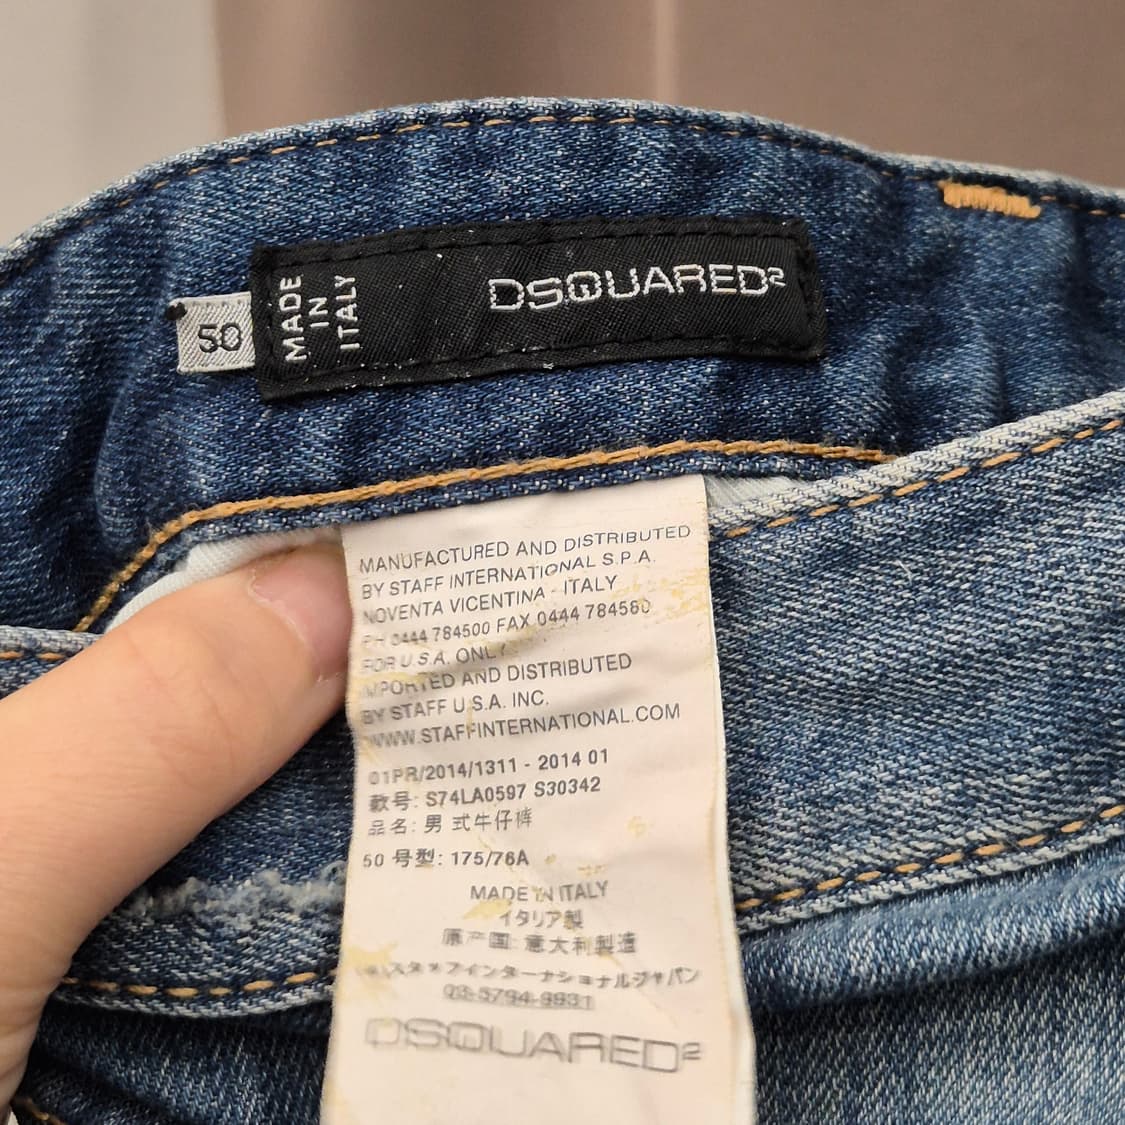 50
MADE
IN
ITALY
DSQUARED2
MANUFACTURED AND DISTRIBUTED
BY STAFF INTERNATIONAL S.P.A.
NOVENTA VICENTINA - ITALY
PH 0444 784500 FAX 0444 784580
FOR U.S.A. ONLY
IMPORTED AND DISTRIBUTED
BY STAFF U.S.A. INC.
WWW.STAFFINTERNATIONAL.COM
01PR/2014/1311 - 2014 01
款号: S74LA0597 S30342
品名: 男 式牛仔裤
50 号型: 175/76A
MADE IN ITALY
イタリア製
原产国: 意大利製造
スタッフインターナショナルジャパン
03-5794-9931
DSQUARED2